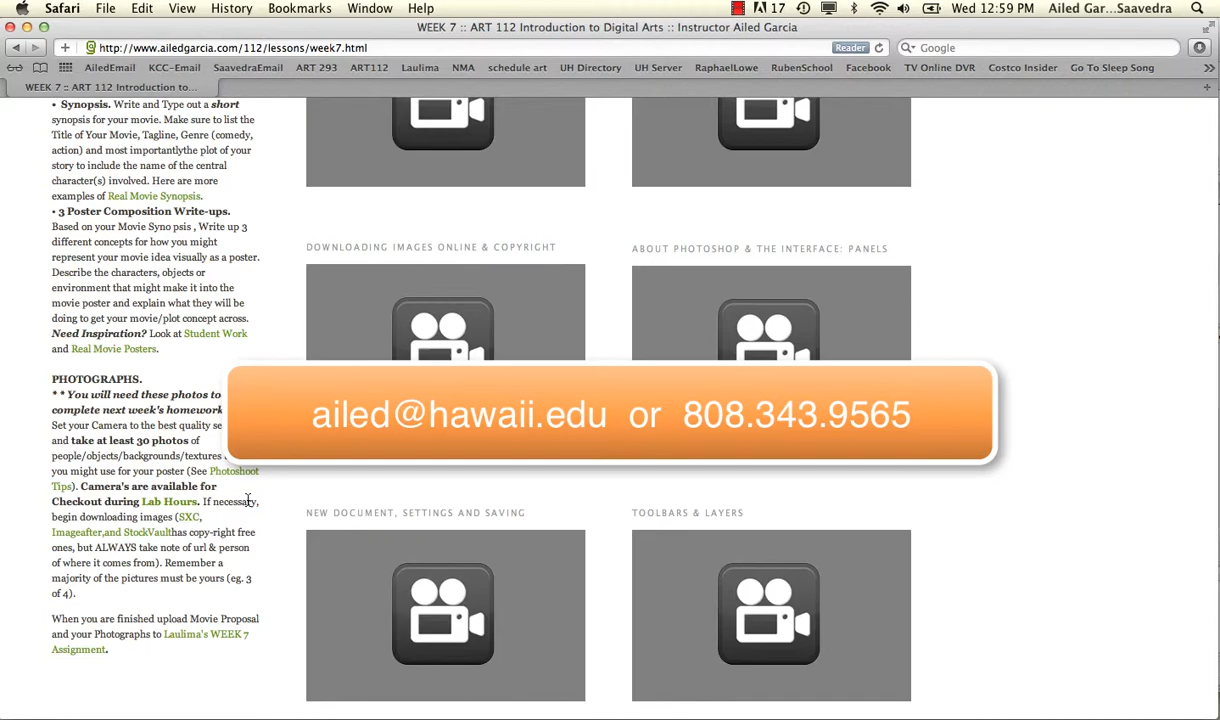 Safari File Edit View History Bookmarks Window Help 17 Wed 12:59 PM Ailed Gar...Saavedra
WEEK 7 :: ART 112 Introduction to Digital Arts :: Instructor Ailed Garcia
http://www.ailedgarcia.com/112/lessons/week7.html Reader Google
AiledEmail KCC-Email SaavedraEmail ART 293 ART112 Laulima NMA schedule art UH Directory UH Server RaphaelLowe RubenSchool Facebook TV Online DVR Costco Insider Go To Sleep Song
WEEK 7 :: ART 112 Introduction to...
• Synopsis. Write and Type out a short
synopsis for your movie. Make sure to list the
Title of Your Movie, Tagline, Genre (comedy,
action) and most importantlythe plot of your
story to include the name of the central
character(s) involved. Here are more
examples of Real Movie Synopsis.
• 3 Poster Composition Write-ups.
Based on your Movie Syno psis , Write up 3
different concepts for how you might
represent your movie idea visually as a poster.
Describe the characters, objects or
environment that might make it into the
movie poster and explain what they will be
doing to get your movie/plot concept across.
Need Inspiration? Look at Student Work
and Real Movie Posters.
PHOTOGRAPHS.
* * You will need these photos to
complete next week's homework
Set your Camera to the best quality se
and take at least 30 photos of
people/objects/backgrounds/textures
you might use for your poster (See Photoshoot
Tips). Camera's are available for
Checkout during Lab Hours. If necessary,
begin downloading images (SXC,
Imageafter,and StockVaulthas copy-right free
ones, but ALWAYS take note of url & person
of where it comes from). Remember a
majority of the pictures must be yours (eg. 3
of 4).
When you are finished upload Movie Proposal
and your Photographs to Laulima's WEEK 7
Assignment.
DOWNLOADING IMAGES ONLINE & COPYRIGHT
ABOUT PHOTOSHOP & THE INTERFACE: PANELS
ailed@hawaii.edu or 808.343.9565
NEW DOCUMENT, SETTINGS AND SAVING
TOOLBARS & LAYERS